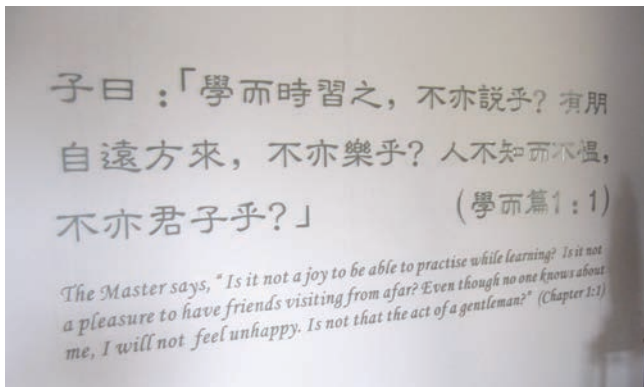 子曰：「學而時習之，不亦説乎？有朋
自遠方來，不亦樂乎？人不知而不愠，
不亦君子乎？」 (學而篇1：1)
The Master says, “Is it not a joy to be able to practise while learning? Is it not
a pleasure to have friends visiting from afar? Even though no one knows about
me, I will not feel unhappy. Is not that the act of a gentleman?” (Chapter 1:1)